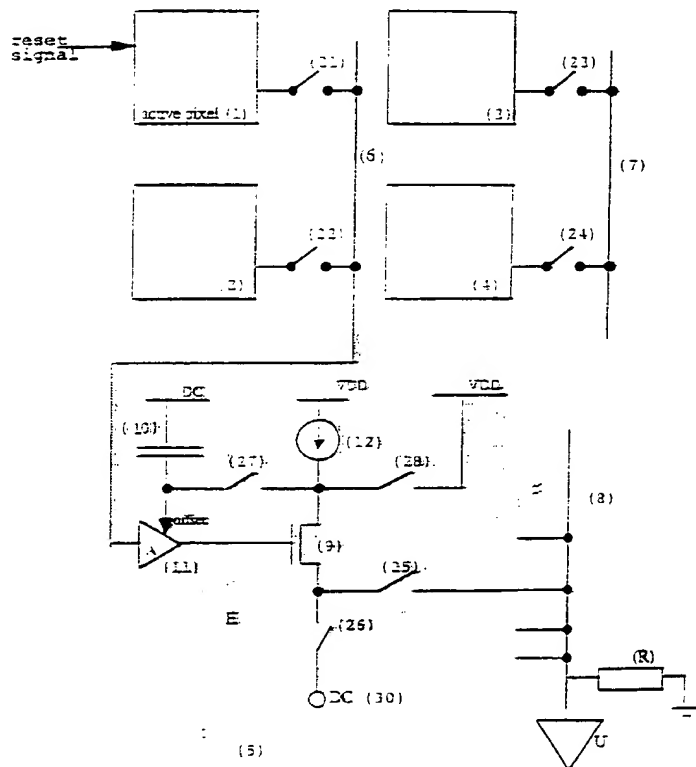 reset
signal
(21)
(23)
active pixel (1)
(3)
(6)
(7)
(22)
(24)
(2)
(4)
DC
VDD
VDD
(10)
(12)
(27)
(28)
(8)
offset
A
(9)
(11)
(25)
E
(26)
(R)
DC (30)
U
(5)